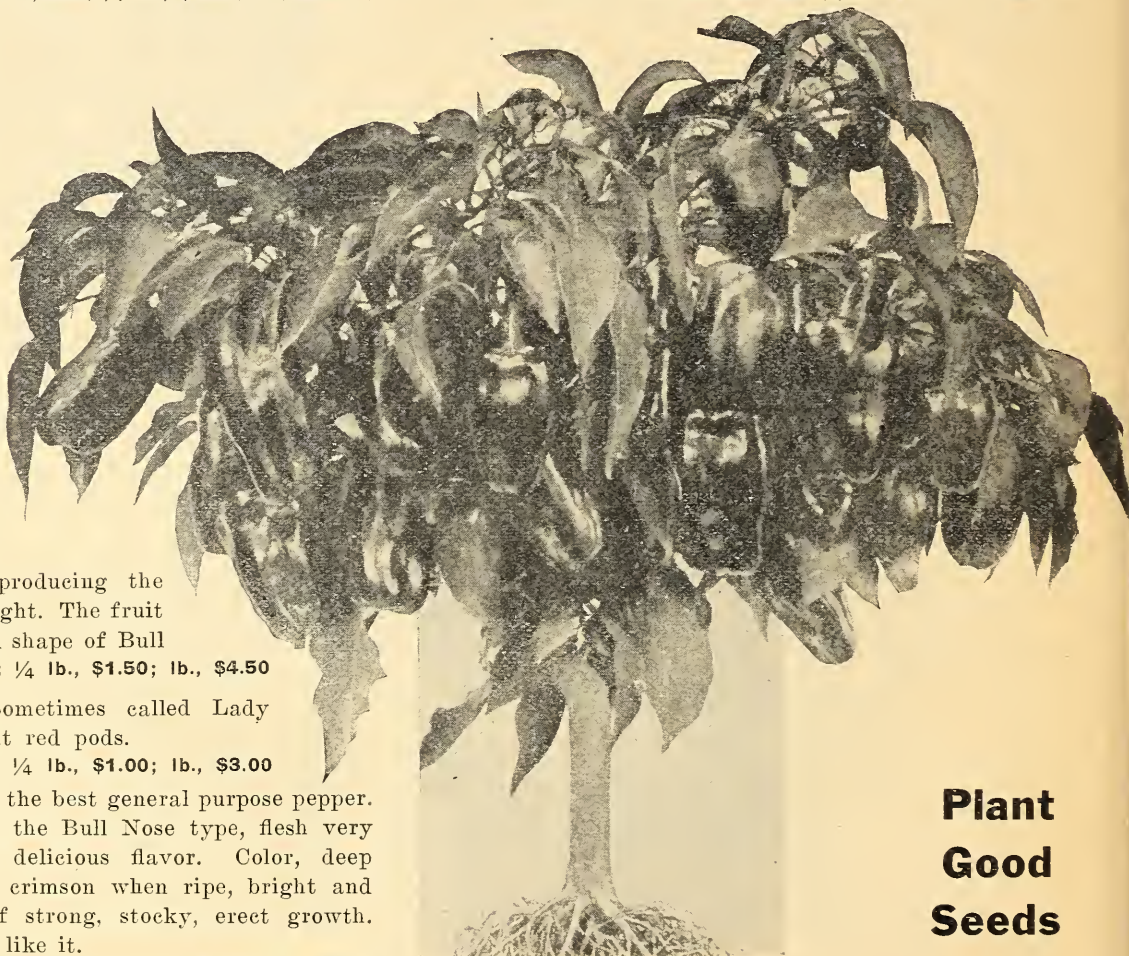 producing the
ght. The fruit
shape of Bull
¼ lb., $1.50; lb., $4.50
ometimes called Lady
t red pods.
¼ lb., $1.00; lb., $3.00
the best general purpose pepper.
the Bull Nose type, flesh very
delicious flavor. Color, deep
crimson when ripe, bright and
f strong, stocky, erect growth.
like it.
Plant
Good
Seeds